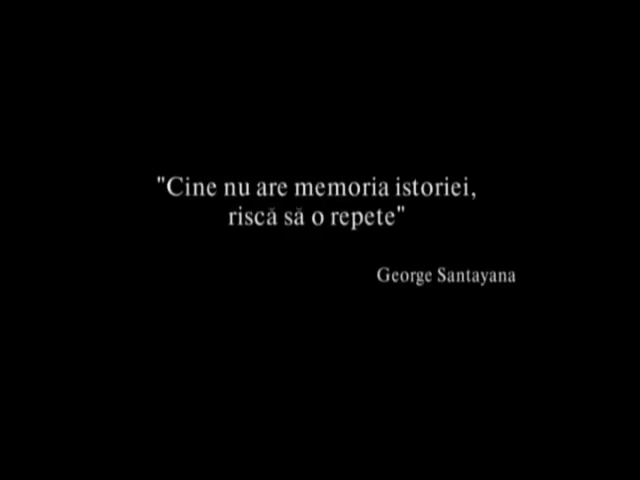 "Cine nu are memoria istoriei,
riscă să o repete"
George Santayana